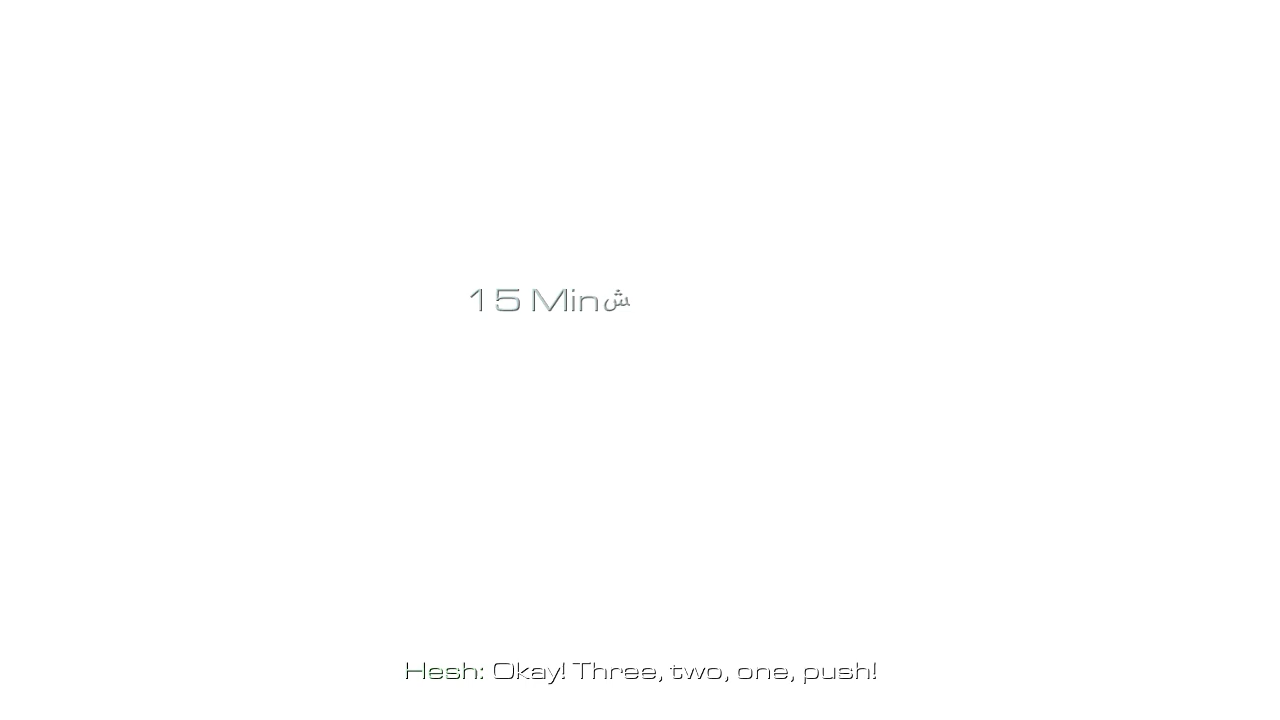 15 Minش
Hesh: Okay! Three, two, one, push!